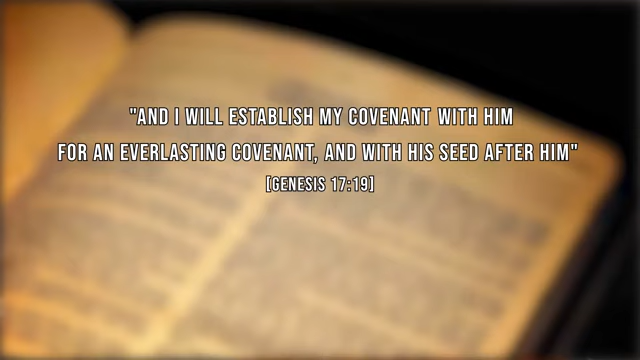 "AND I WILL ESTABLISH MY COVENANT WITH HIM
FOR AN EVERLASTING COVENANT, AND WITH HIS SEED AFTER HIM"
[GENESIS 17:19]